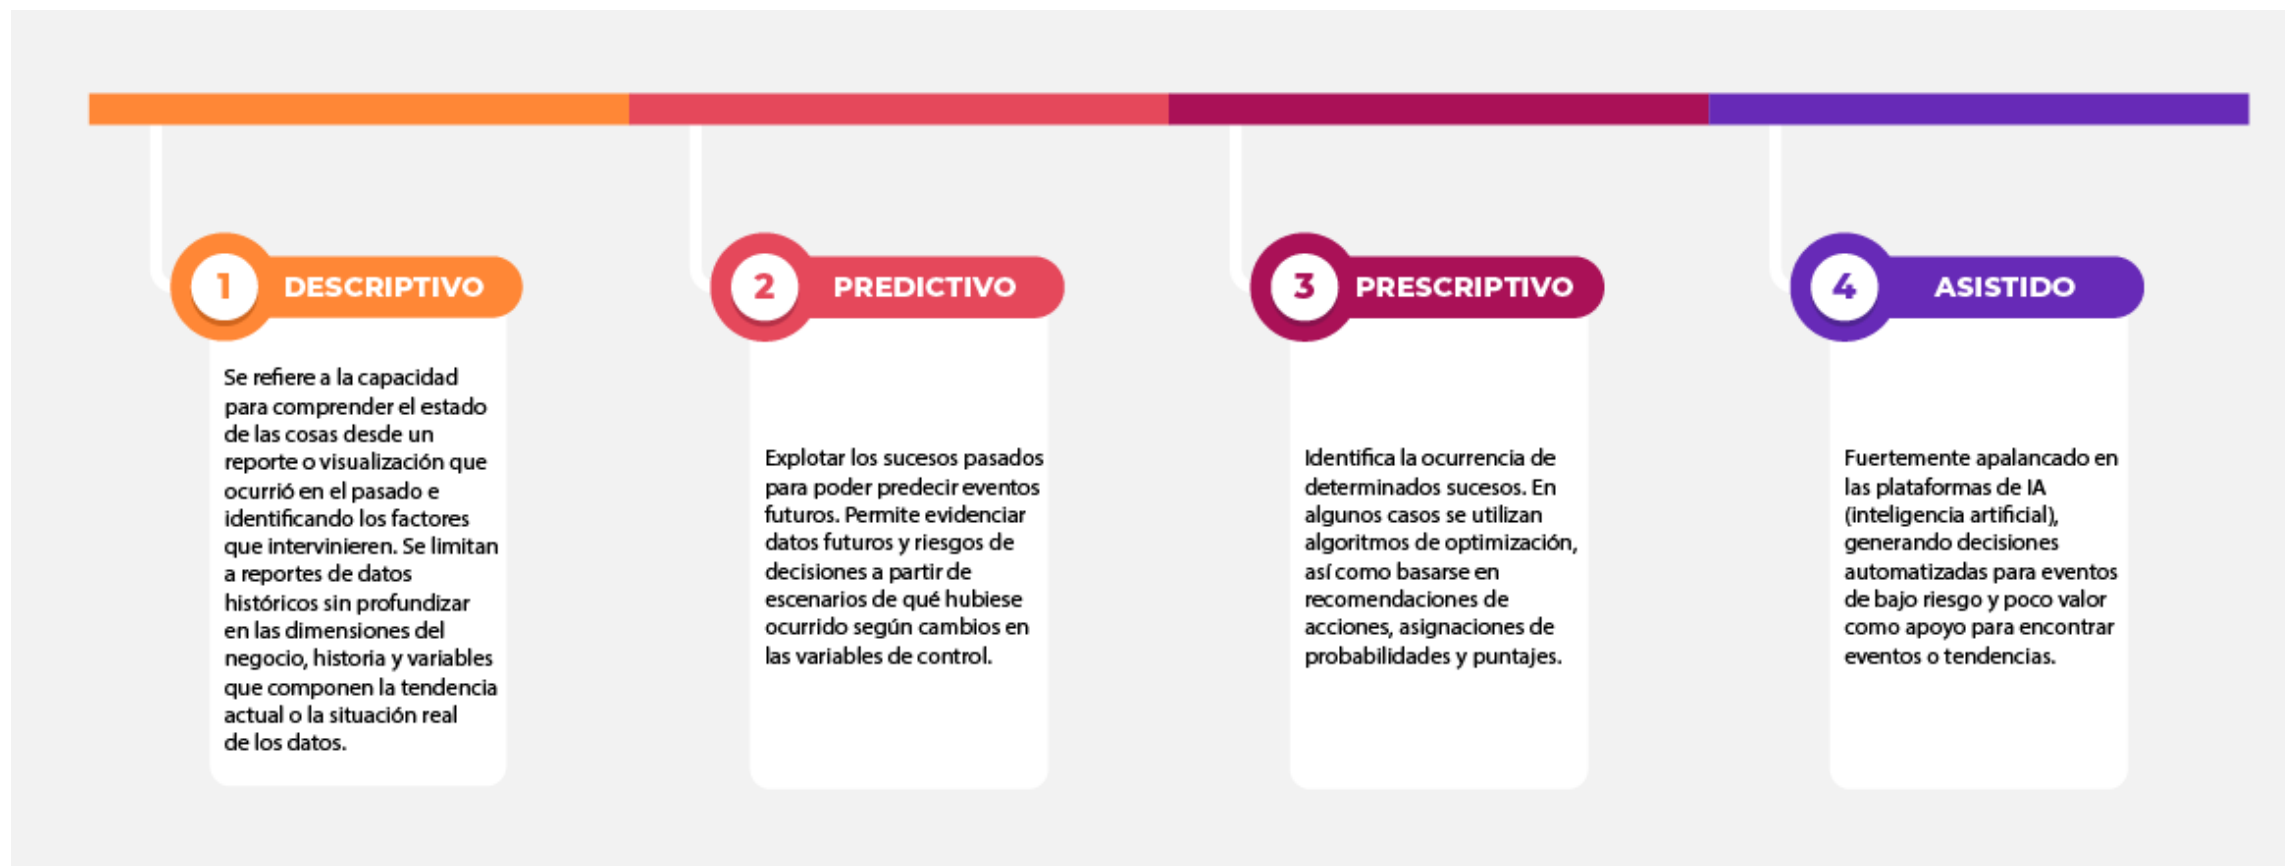 1
DESCRIPTIVO
Se refiere a la capacidad
para comprender el estado
de las cosas desde un
reporte o visualización que
ocurrió en el pasado e
identificando los factores
que intervinieren. Se limitan
a reportes de datos
históricos sin profundizar
en las dimensiones del
negocio, historia y variables
que componen la tendencia
actual o la situación real
de los datos.
2
PREDICTIVO
Explotar los sucesos pasados
para poder predecir eventos
futuros. Permite evidenciar
datos futuros y riesgos de
decisiones a partir de
escenarios de qué hubiese
ocurrido según cambios en
las variables de control.
3
PRESCRIPTIVO
Identifica la ocurrencia de
determinados sucesos. En
algunos casos se utilizan
algoritmos de optimización,
así como basarse en
recomendaciones de
acciones, asignaciones de
probabilidades y puntajes.
4
ASISTIDO
Fuertemente apalancado en
las plataformas de IA
(inteligencia artificial),
generando decisiones
automatizadas para eventos
de bajo riesgo y poco valor
como apoyo para encontrar
eventos o tendencias.